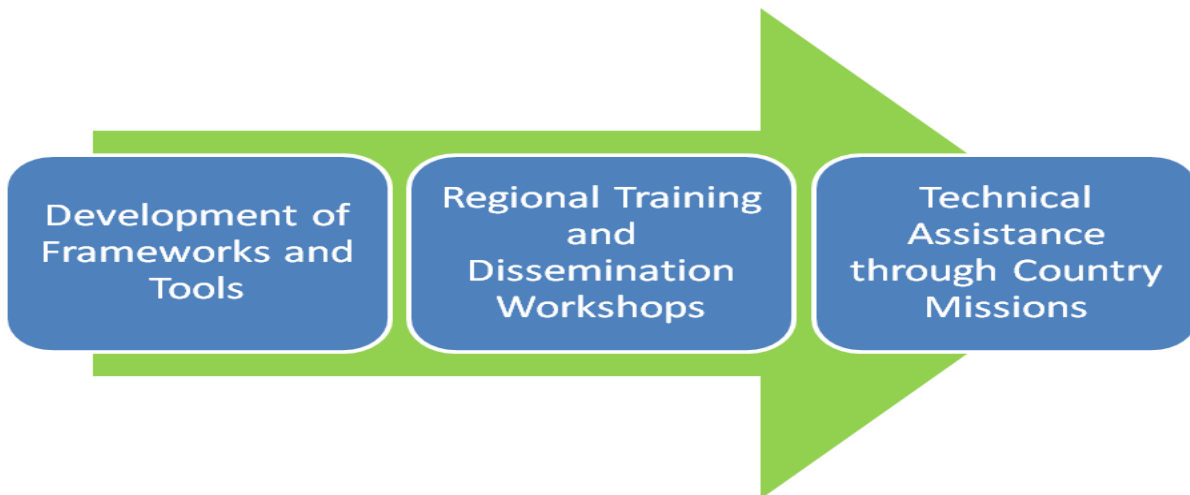 Development of
Frameworks and
Tools
Regional Training
and
Dissemination
Workshops
Technical
Assistance
through Country
Missions